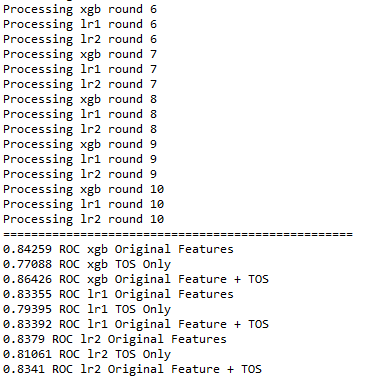 Processing xgb round 6
Processing lr1 round 6
Processing lr2 round 6
Processing xgb round 7
Processing lr1 round 7
Processing lr2 round 7
Processing xgb round 8
Processing lr1 round 8
Processing lr2 round 8
Processing xgb round 9
Processing lr1 round 9
Processing lr2 round 9
Processing xgb round 10
Processing lr1 round 10
Processing lr2 round 10
==================================================
0.84259 ROC xgb Original Features
0.77088 ROC xgb TOS Only
0.86426 ROC xgb Original Feature + TOS
0.83355 ROC lr1 Original Features
0.79395 ROC lr1 TOS Only
0.83392 ROC lr1 Original Feature + TOS
0.8379 ROC lr2 Original Features
0.81061 ROC lr2 TOS Only
0.8341 ROC lr2 Original Feature + TOS